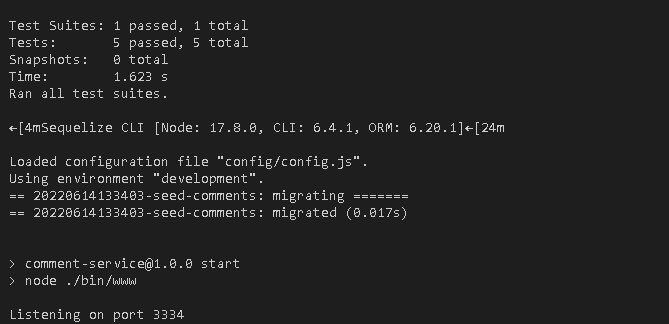 Test Suites: 1 passed, 1 total
Tests:       5 passed, 5 total
Snapshots:   0 total
Time:        1.623 s
Ran all test suites.
←[4mSequelize CLI [Node: 17.8.0, CLI: 6.4.1, ORM: 6.20.1]←[24m
Loaded configuration file "config/config.js".
Using environment "development".
== 20220614133403-seed-comments: migrating =======
== 20220614133403-seed-comments: migrated (0.017s)
> comment-service@1.0.0 start
> node ./bin/www
Listening on port 3334